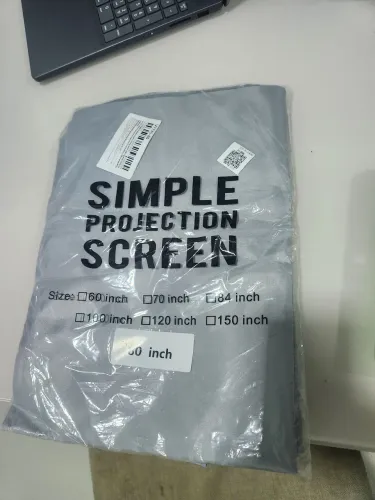 SIMPLE
PROJECTION
SCREEN
Size: □60 inch □70 inch □84 inch
□100 inch □120 inch □150 inch
60 inch